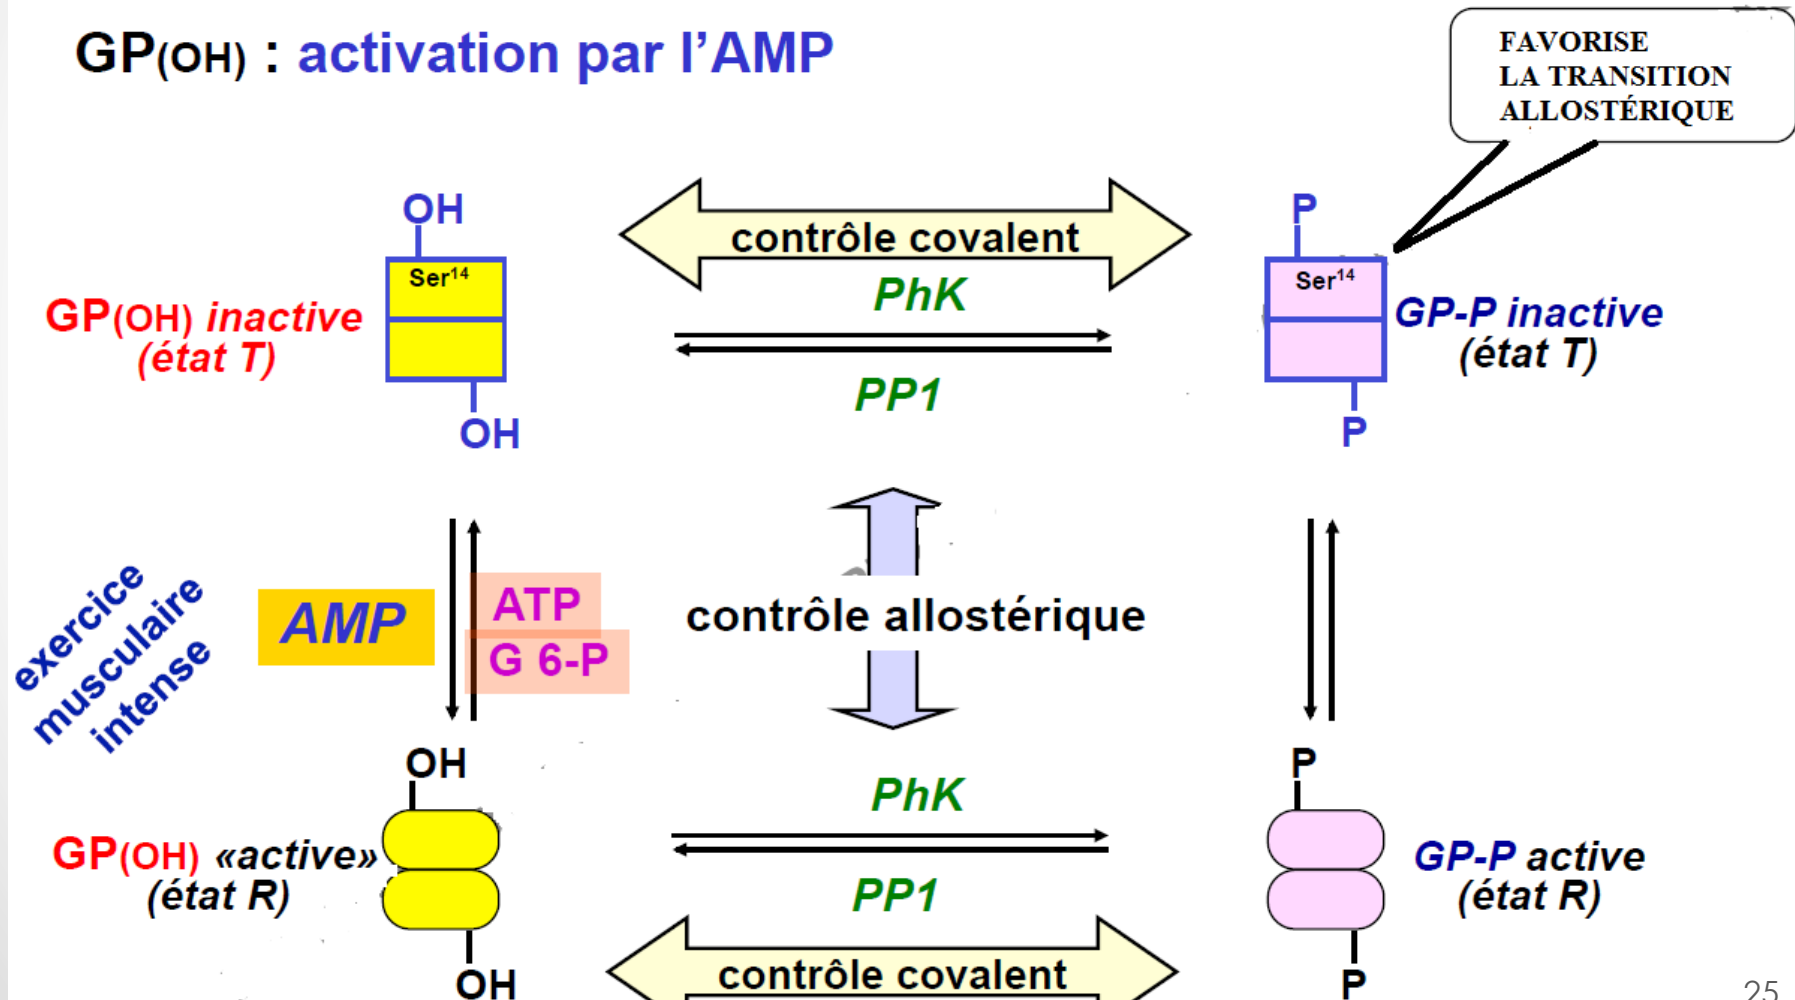 GP(OH) : activation par l’AMP
FAVORISE
LA TRANSITION
ALLOSTÉRIQUE
OH
P
contrôle covalent
Ser14
Ser14
PhK
GP(OH) inactive
(état T)
GP-P inactive
(état T)
PP1
OH
P
exercice
musculaire
intense
AMP
ATP
G 6-P
contrôle allostérique
OH
P
PhK
GP(OH) «active»
(état R)
GP-P active
(état R)
PP1
contrôle covalent
OH
P
25